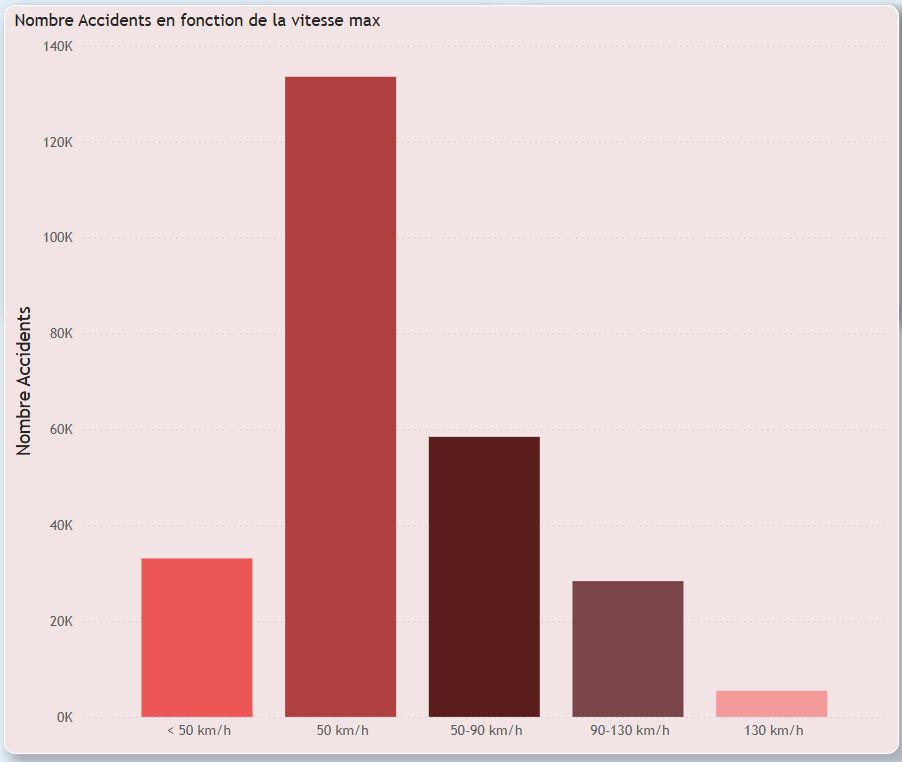 Nombre Accidents en fonction de la vitesse max
140K
120K
100K
80K
60K
40K
20K
0K
Nombre Accidents
< 50 km/h
50 km/h
50-90 km/h
90-130 km/h
130 km/h